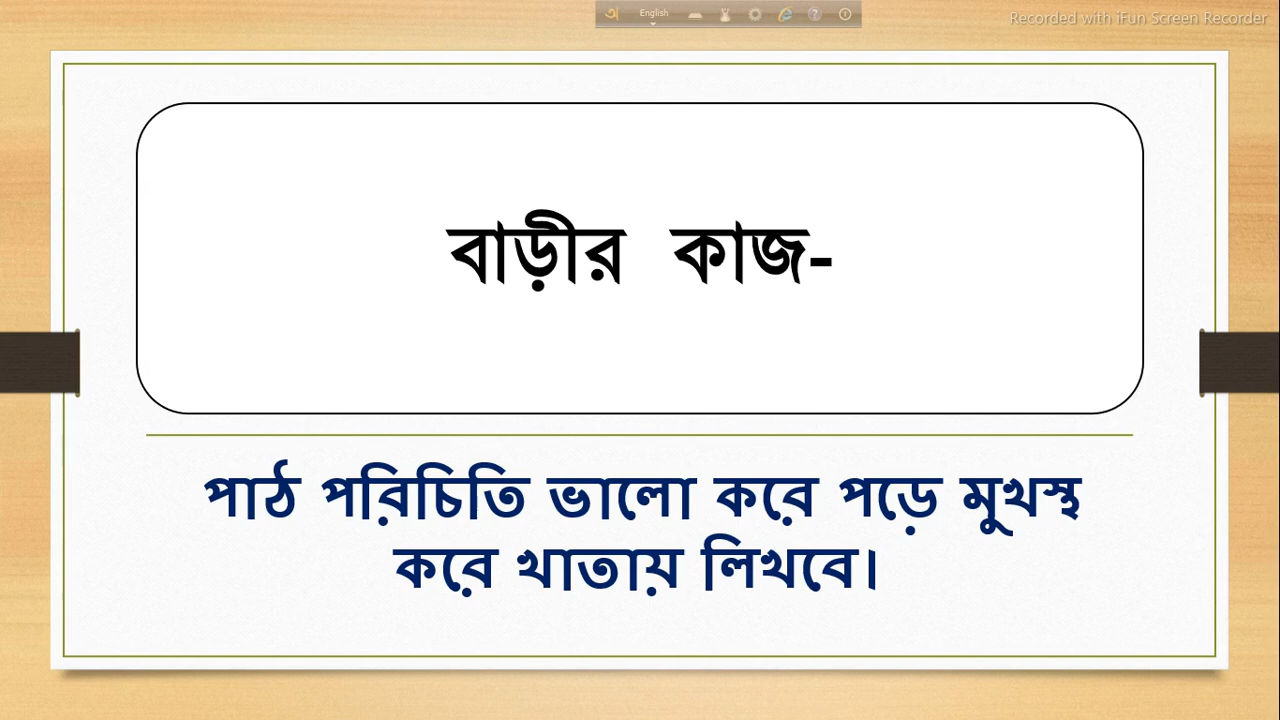 English
Recorded with iFun Screen Recorder
বাড়ীর কাজ-
পাঠ পরিচিতি ভালো করে পড়ে মুখস্থ
করে খাতায় লিখবে।